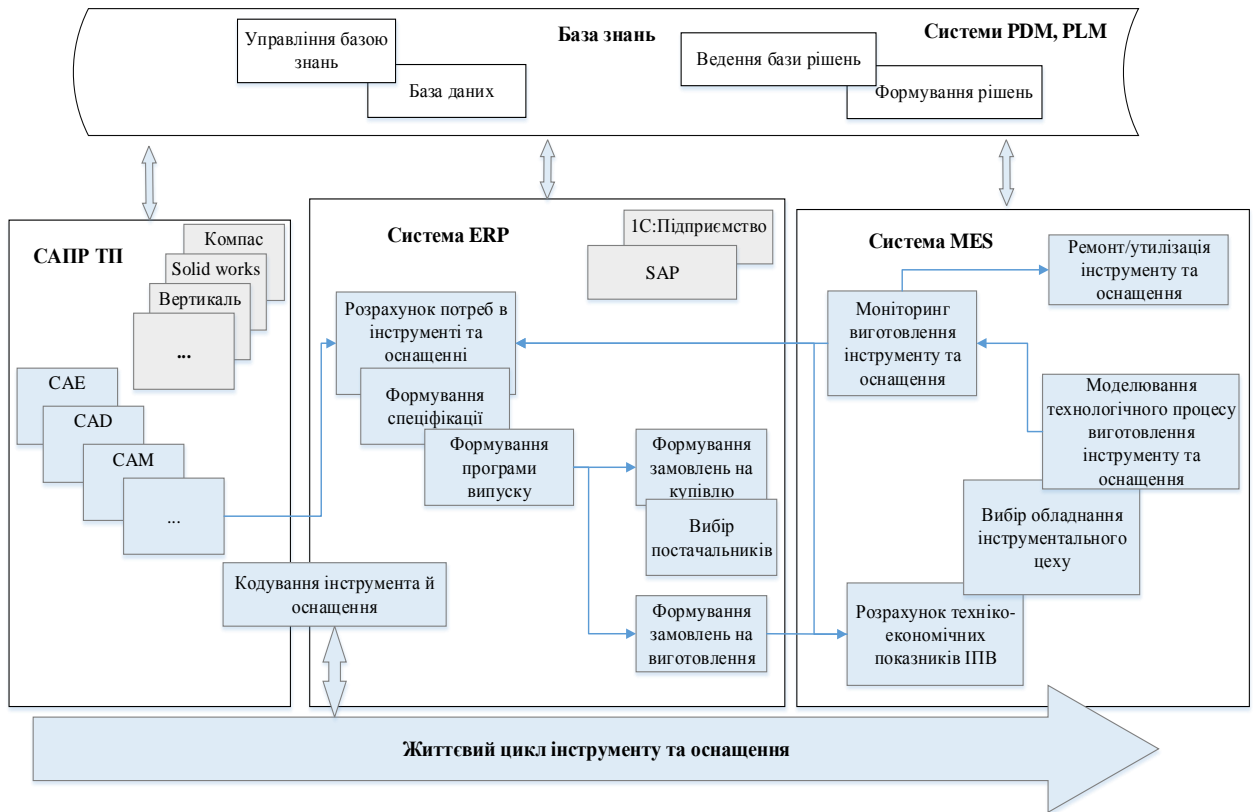 База знань
Системи PDM, PLM
Управління базою
знань
База даних
Ведення бази рішень
Формування рішень
САПР ТП
Компас
Solid works
Вертикаль
...
CAE
CAD
CAM
...
Система ERP
1С:Підприємство
SAP
Розрахунок потреб в
інструменті та
оснащенні
Формування
специфікації
Формування
програми
випуску
Формування
замовлень на
купівлю
Вибір
постачальників
Кодування інструмента й
оснащення
Формування
замовлень на
виготовлення
Система MES
Ремонт/утилізація
інструменту та
оснащення
Моніторинг
виготовлення
інструменту та
оснащення
Моделювання
технологічного процесу
виготовлення
інструменту та
оснащення
Вибір обладнання
інструментального
цеху
Розрахунок техніко-
економічних
показників ІПВ
Життєвий цикл інструменту та оснащення